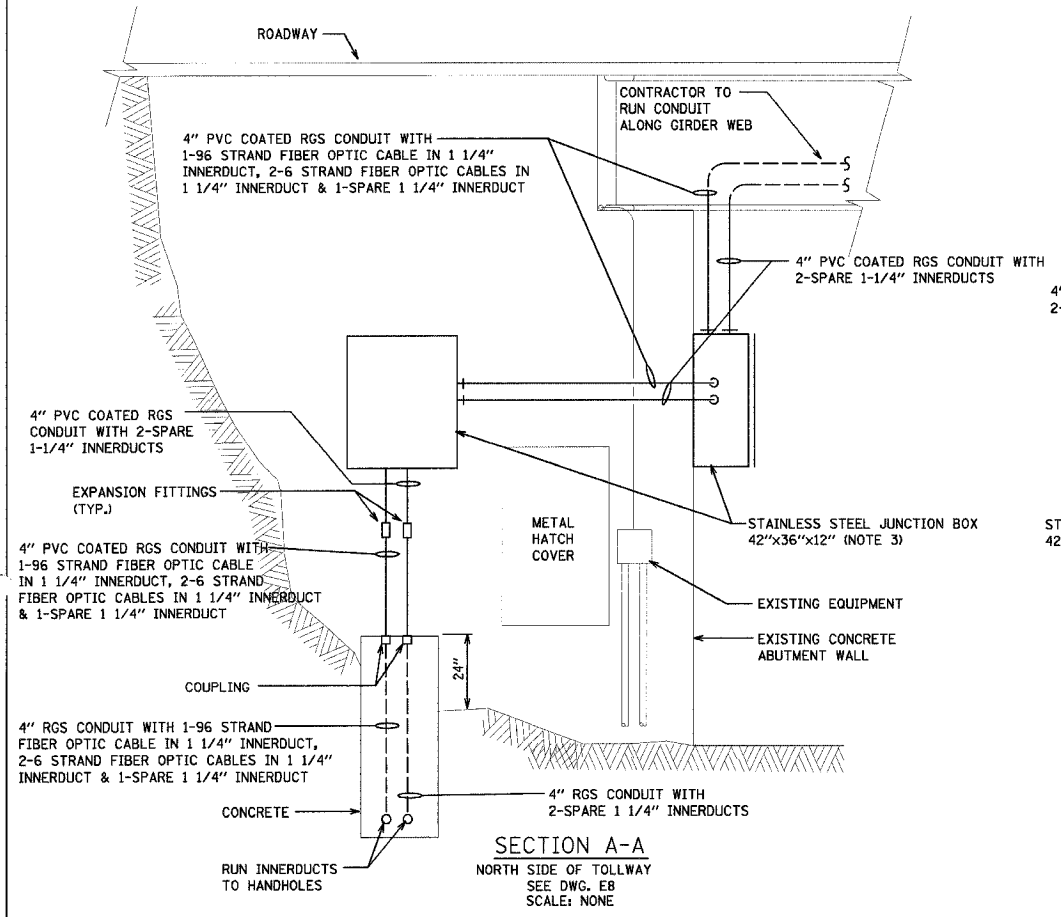 ROADWAY
CONTRACTOR TO
RUN CONDUIT
ALONG GIRDER WEB
4" PVC COATED RGS CONDUIT WITH
1-96 STRAND FIBER OPTIC CABLE IN 1 1/4"
INNERDUCT, 2-6 STRAND FIBER OPTIC CABLES IN
1 1/4" INNERDUCT & 1-SPARE 1 1/4" INNERDUCT
4" PVC COATED RGS CONDUIT WITH
2-SPARE 1-1/4" INNERDUCTS
4"
2-
4" PVC COATED RGS
CONDUIT WITH 2-SPARE
1-1/4" INNERDUCTS
EXPANSION FITTINGS
(TYP.)
METAL
HATCH
COVER
STAINLESS STEEL JUNCTION BOX
42"x36"x12" (NOTE 3)
ST
42"
4" PVC COATED RGS CONDUIT WITH
1-96 STRAND FIBER OPTIC CABLE
IN 1 1/4" INNERDUCT, 2-6 STRAND
FIBER OPTIC CABLES IN 1 1/4" INNERDUCT
& 1-SPARE 1 1/4" INNERDUCT
EXISTING EQUIPMENT
EXISTING CONCRETE
ABUTMENT WALL
24"
COUPLING
4" RGS CONDUIT WITH 1-96 STRAND
FIBER OPTIC CABLE IN 1 1/4" INNERDUCT,
2-6 STRAND FIBER OPTIC CABLES IN 1 1/4"
INNERDUCT & 1-SPARE 1 1/4" INNERDUCT
4" RGS CONDUIT WITH
2-SPARE 1 1/4" INNERDUCTS
CONCRETE
RUN INNERDUCTS
TO HANDHOLES
SECTION A-A
NORTH SIDE OF TOLLWAY
SEE DWG. E8
SCALE: NONE